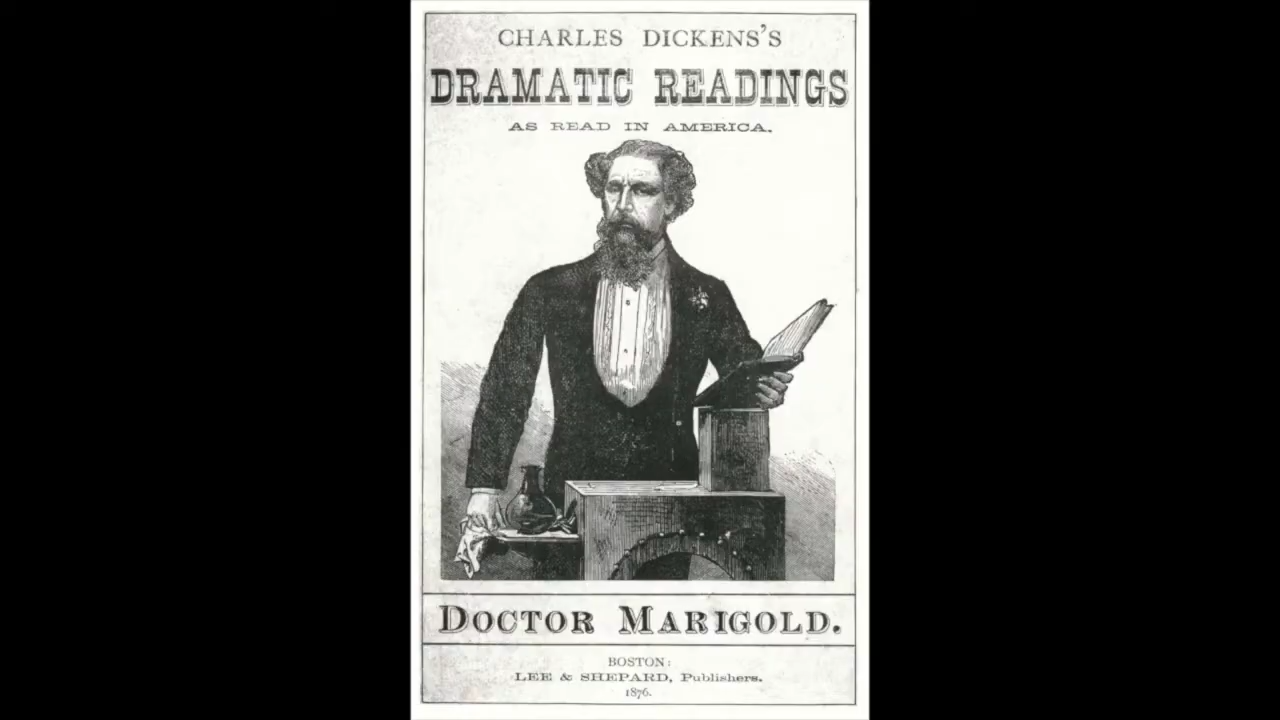 CHARLES DICKENS'S
DRAMATIC READINGS
AS READ IN AMERICA.
DOCTOR MARIGOLD.
BOSTON:
LEE & SHEPARD, Publishers.
1876.